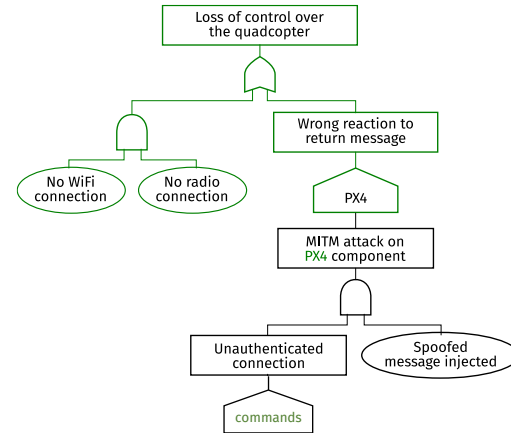 Loss of control over
the quadcopter
Wrong reaction to
return message
No WiFi
connection
No radio
connection
PX4
MITM attack on
PX4 component
Unauthenticated
connection
Spoofed
message injected
commands